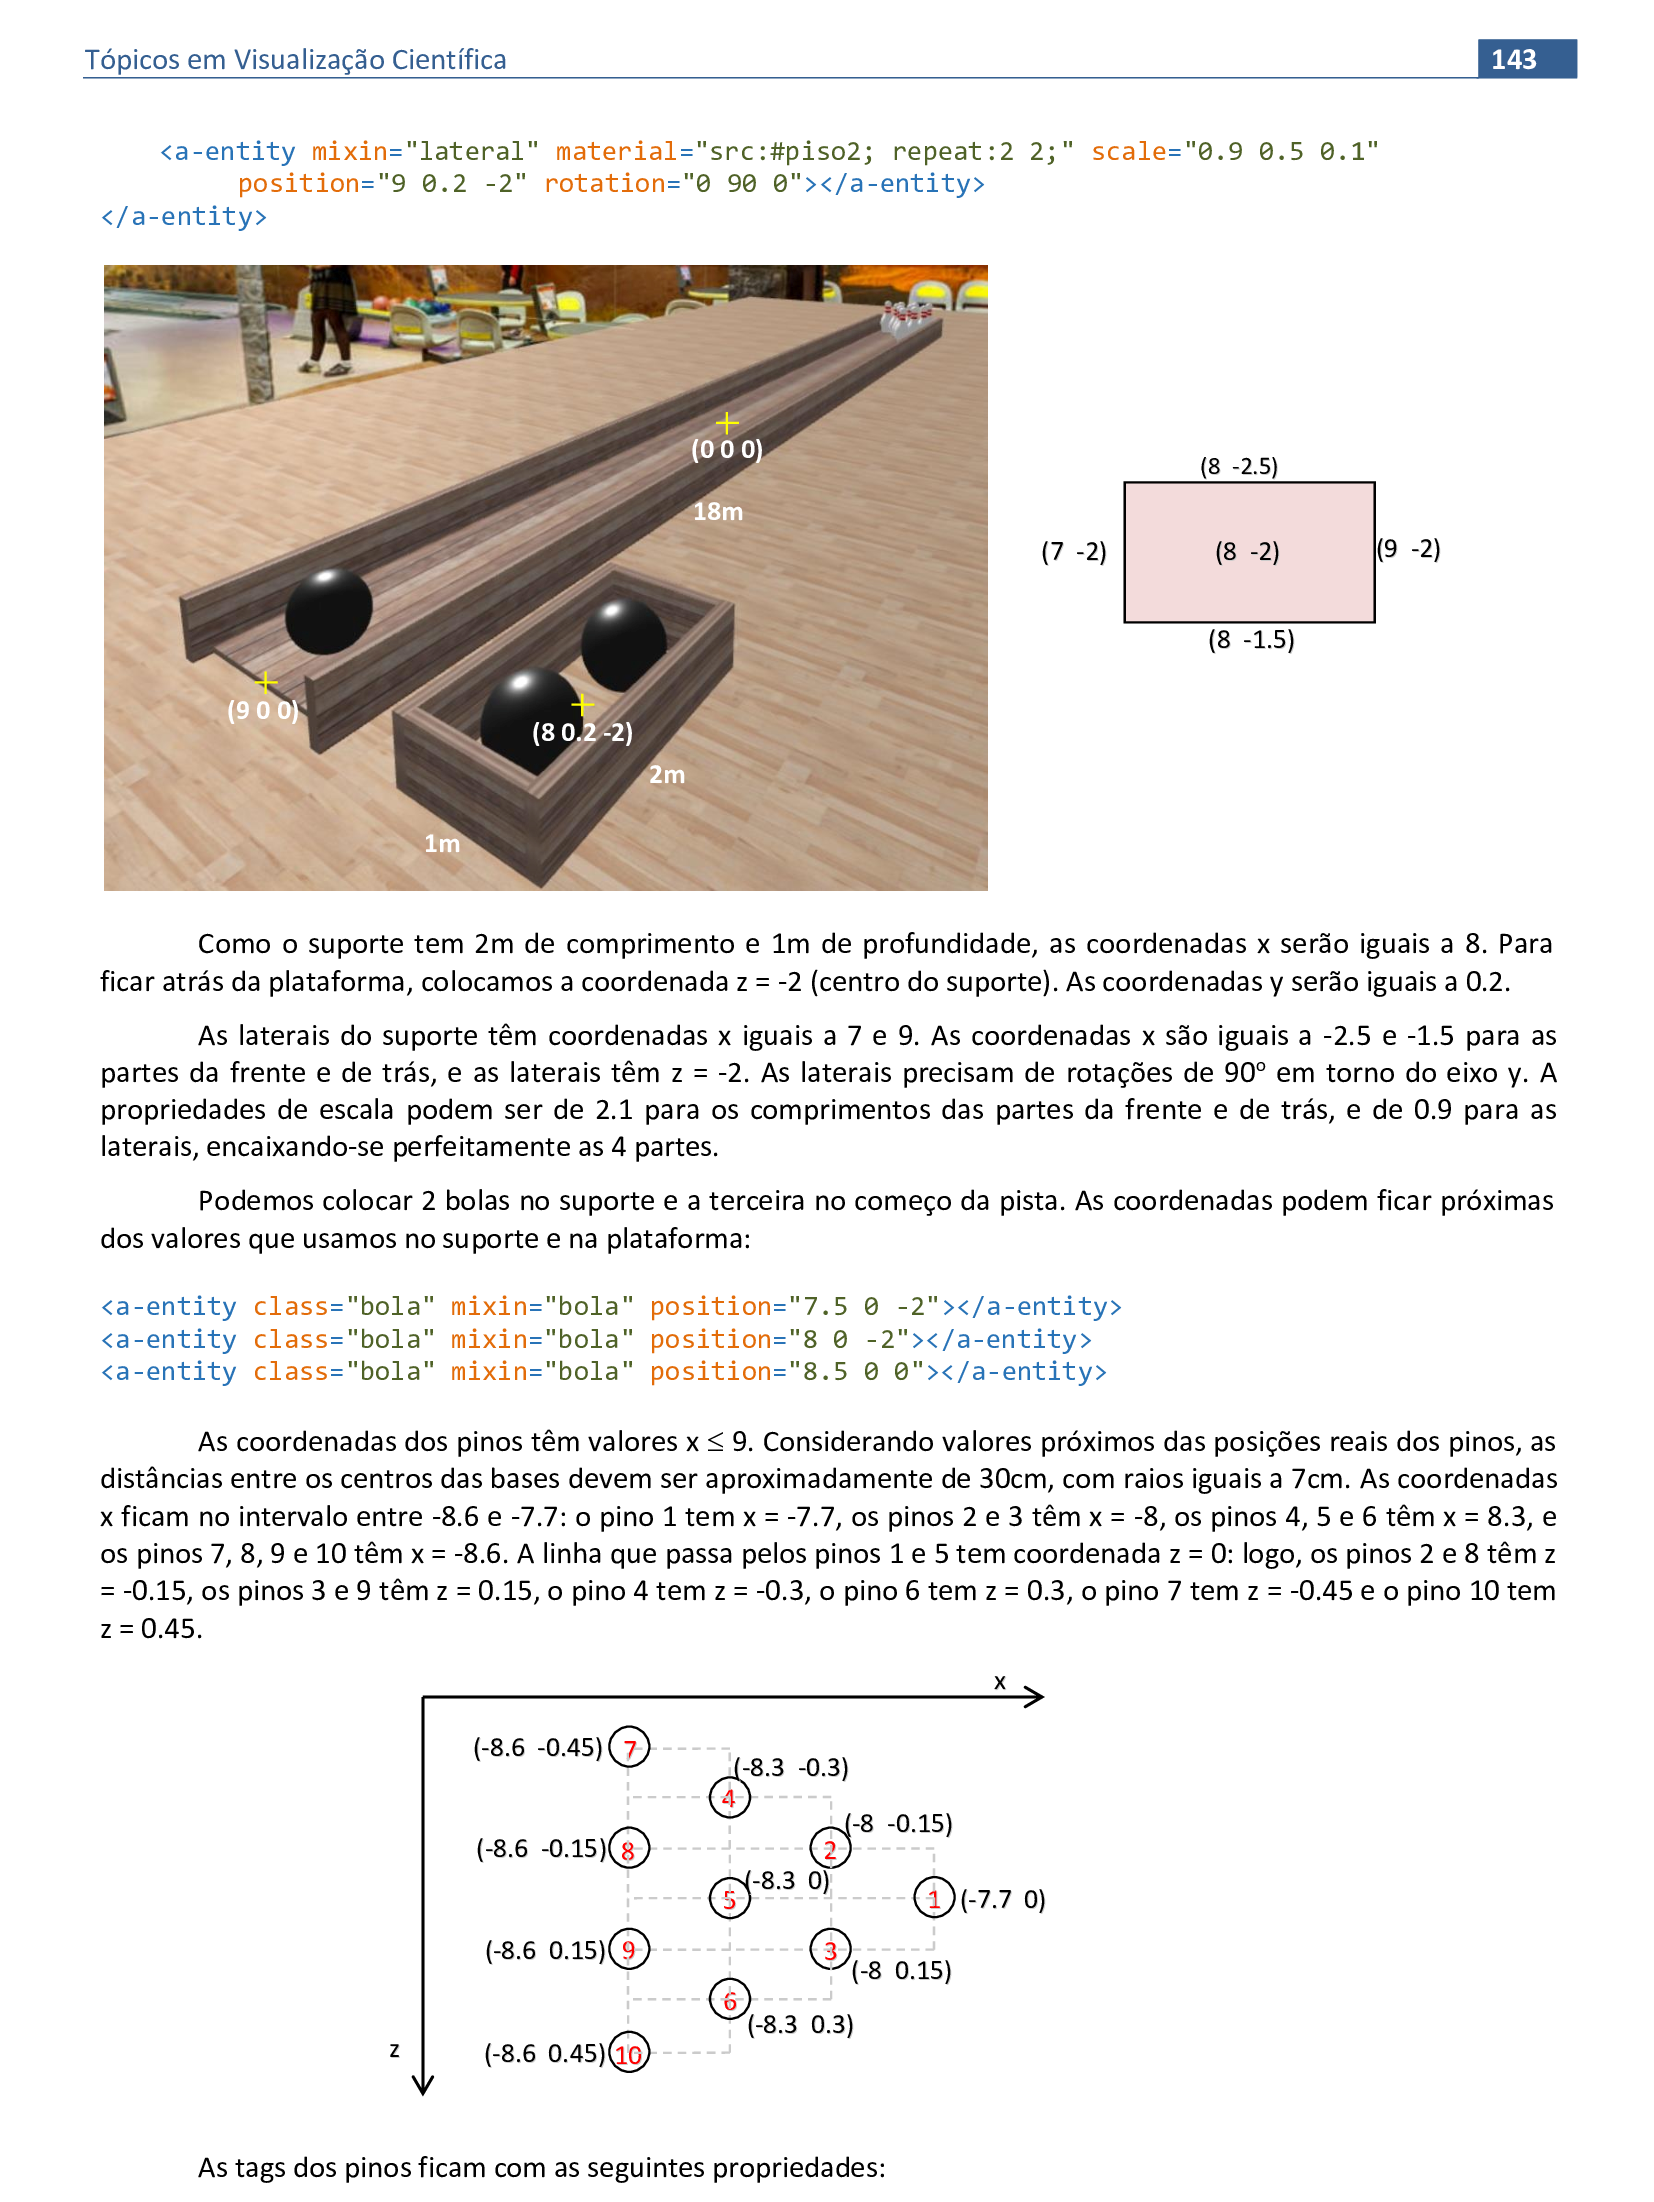 Tópicos em Visualização Científica
143
<a-entity mixin="lateral" material="src:#piso2; repeat:2 2;" scale="0.9 0.5 0.1"
position="9 0.2 -2" rotation="0 90 0"></a-entity>
</a-entity>
(0 0 0)
18m
(9 0 0)
(8 0.2 -2)
2m
1m
(8 -2.5)
(7 -2)
(8 -2)
(9 -2)
(8 -1.5)
Como o suporte tem 2m de comprimento e 1m de profundidade, as coordenadas x serão iguais a 8. Para
ficar atrás da plataforma, colocamos a coordenada z = -2 (centro do suporte). As coordenadas y serão iguais a 0.2.
As laterais do suporte têm coordenadas x iguais a 7 e 9. As coordenadas x são iguais a -2.5 e -1.5 para as
partes da frente e de trás, e as laterais têm z = -2. As laterais precisam de rotações de 90º em torno do eixo y. A
propriedades de escala podem ser de 2.1 para os comprimentos das partes da frente e de trás, e de 0.9 para as
laterais, encaixando-se perfeitamente as 4 partes.
Podemos colocar 2 bolas no suporte e a terceira no começo da pista. As coordenadas podem ficar próximas
dos valores que usamos no suporte e na plataforma:
<a-entity class="bola" mixin="bola" position="7.5 0 -2"></a-entity>
<a-entity class="bola" mixin="bola" position="8 0 -2"></a-entity>
<a-entity class="bola" mixin="bola" position="8.5 0 0"></a-entity>
As coordenadas dos pinos têm valores x ≤ 9. Considerando valores próximos das posições reais dos pinos, as
distâncias entre os centros das bases devem ser aproximadamente de 30cm, com raios iguais a 7cm. As coordenadas
x ficam no intervalo entre -8.6 e -7.7: o pino 1 tem x = -7.7, os pinos 2 e 3 têm x = -8, os pinos 4, 5 e 6 têm x = 8.3, e
os pinos 7, 8, 9 e 10 têm x = -8.6. A linha que passa pelos pinos 1 e 5 tem coordenada z = 0: logo, os pinos 2 e 8 têm z
= -0.15, os pinos 3 e 9 têm z = 0.15, o pino 4 tem z = -0.3, o pino 6 tem z = 0.3, o pino 7 tem z = -0.45 e o pino 10 tem
z = 0.45.
x
(-8.6 -0.45) 7
(-8.3 -0.3)
4
(-8 -0.15)
(-8.6 -0.15) 8
2
(-8.3 0)
5
1 (-7.7 0)
(-8.6 0.15) 9
3
(-8 0.15)
6
(-8.3 0.3)
z
(-8.6 0.45) 10
As tags dos pinos ficam com as seguintes propriedades: